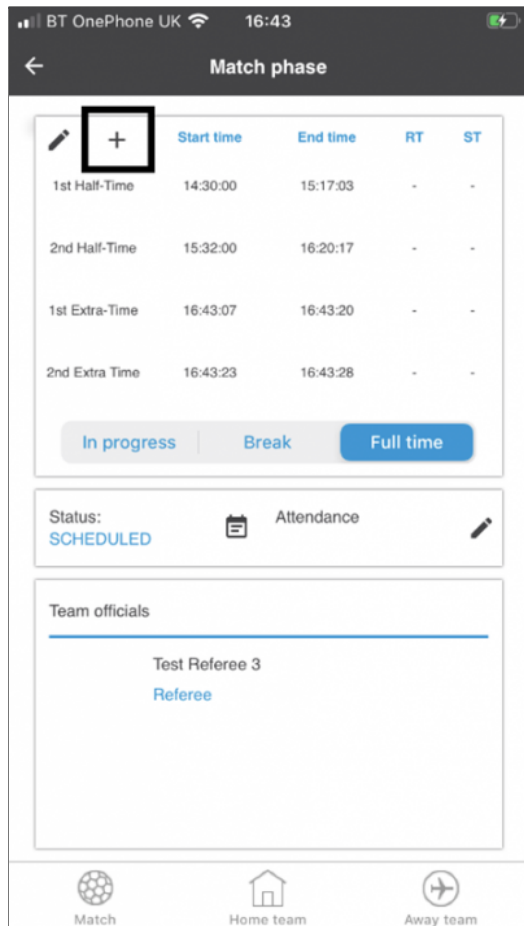 BT OnePhone UK 16:43
Match phase
+ Start time End time RT ST
1st Half-Time 14:30:00 15:17:03 - -
2nd Half-Time 15:32:00 16:20:17 - -
1st Extra-Time 16:43:07 16:43:20 - -
2nd Extra Time 16:43:23 16:43:28 - -
In progress Break Full time
Status: Attendance
SCHEDULED
Team officials
Test Referee 3
Referee
Match Home team Away team